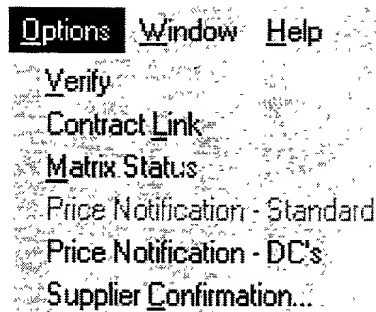 Options Window Help
Verify
Contract Link
Matrix Status
Price Notification - Standard
Price Notification - DC's
Supplier Confirmation...